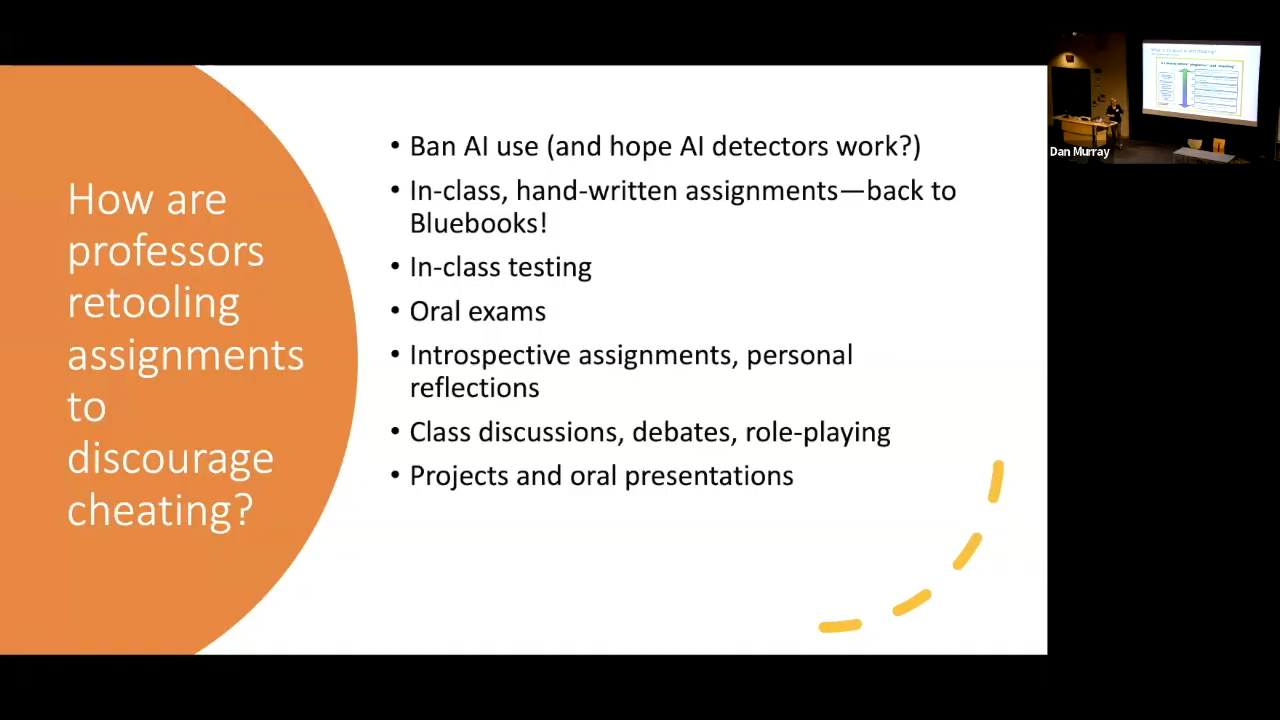 How are
professors
retooling
assignments
to
discourage
cheating?
• Ban AI use (and hope AI detectors work?)
• In-class, hand-written assignments—back to
Bluebooks!
• In-class testing
• Oral exams
• Introspective assignments, personal
reflections
• Class discussions, debates, role-playing
• Projects and oral presentations
Dan Murray